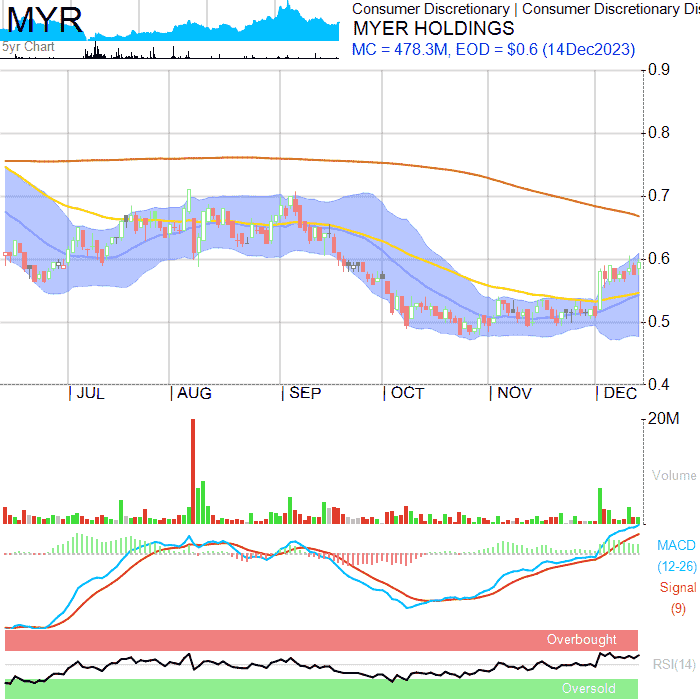 MYR
5yr Chart
Consumer Discretionary | Consumer Discretionary Dis
MYER HOLDINGS
MC = 478.3M, EOD = $0.6 (14Dec2023)
0.9
0.8
0.7
0.6
0.5
0.4
JUL AUG SEP OCT NOV DEC
20M
Volume
MACD
(12-26)
Signal
(9)
Overbought
RSI(14)
Oversold